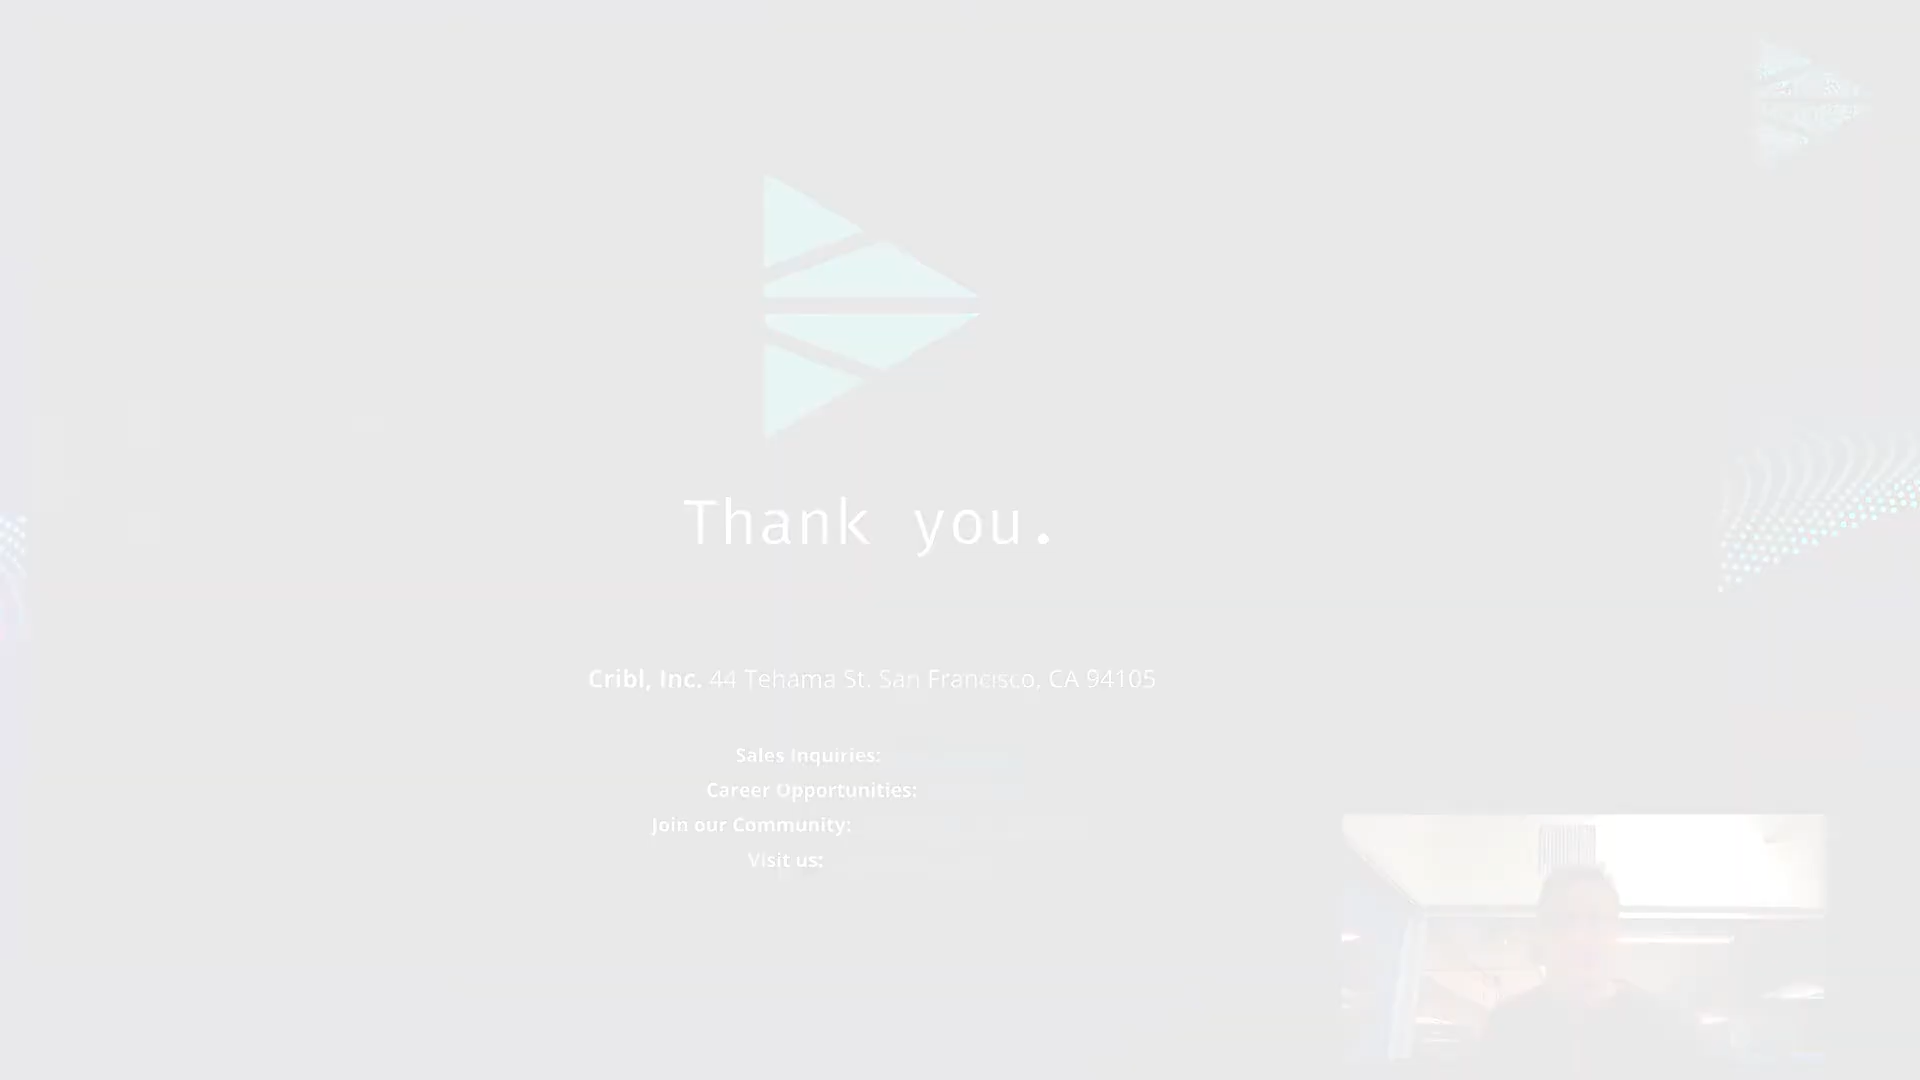 Thank you.
Cribl, Inc. 44 Tehama St. San Francisco, CA 94105
Sales Inquiries:
Career Opportunities:
Join our Community:
Visit us: